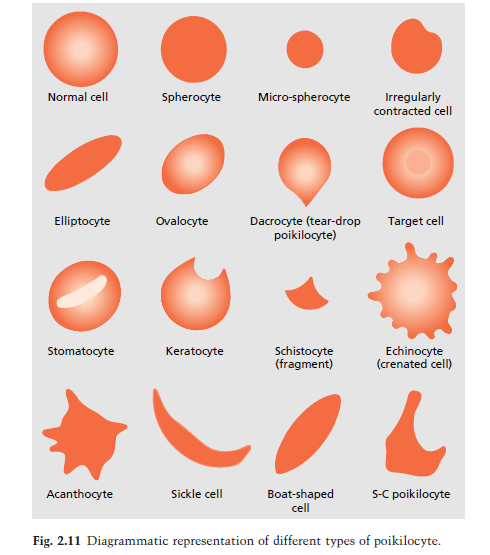 Normal cell
Spherocyte
Micro-spherocyte
Irregularly
contracted cell
Elliptocyte
Ovalocyte
Dacrocyte (tear-drop
poikilocyte)
Target cell
Stomatocyte
Keratocyte
Schistocyte
(fragment)
Echinocyte
(crenated cell)
Acanthocyte
Sickle cell
Boat-shaped
cell
S-C poikilocyte
Fig. 2.11 Diagrammatic representation of different types of poikilocyte.